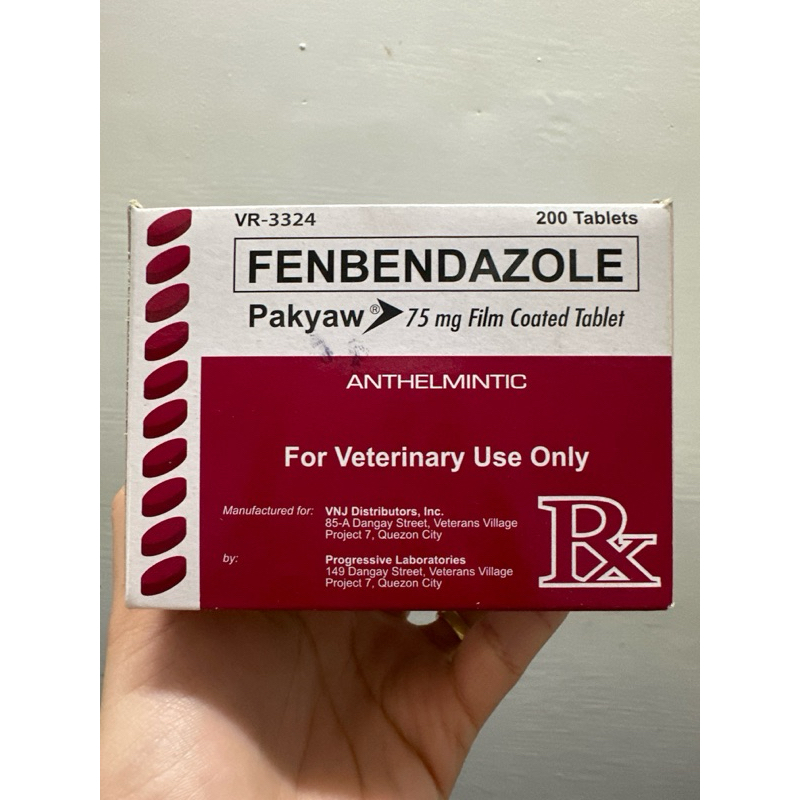 VR-3324
200 Tablets
FENBENDAZOLE
Pakyaw® 75 mg Film Coated Tablet
ANTHELMINTIC
For Veterinary Use Only
Manufactured for: VNJ Distributors, Inc.
85-A Dangay Street, Veterans Village
Project 7, Quezon City
by: Progressive Laboratories
149 Dangay Street, Veterans Village
Project 7, Quezon City
Rx